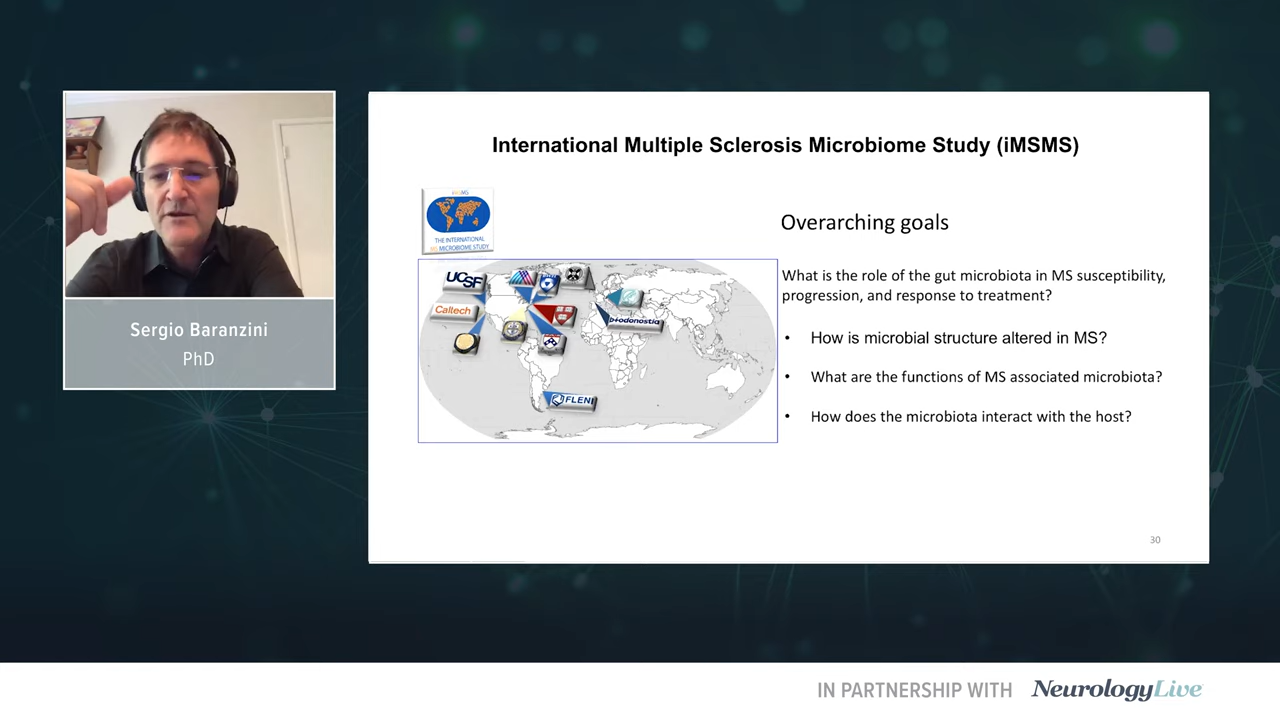 International Multiple Sclerosis Microbiome Study (iMSMS)
iMSMS
THE INTERNATIONAL
MS MICROBIOME STUDY
Overarching goals
UCSF
Caltech
biodonostia
FLENI
What is the role of the gut microbiota in MS susceptibility,
progression, and response to treatment?
• How is microbial structure altered in MS?
• What are the functions of MS associated microbiota?
• How does the microbiota interact with the host?
30
Sergio Baranzini
PhD
IN PARTNERSHIP WITH NeurologyLive